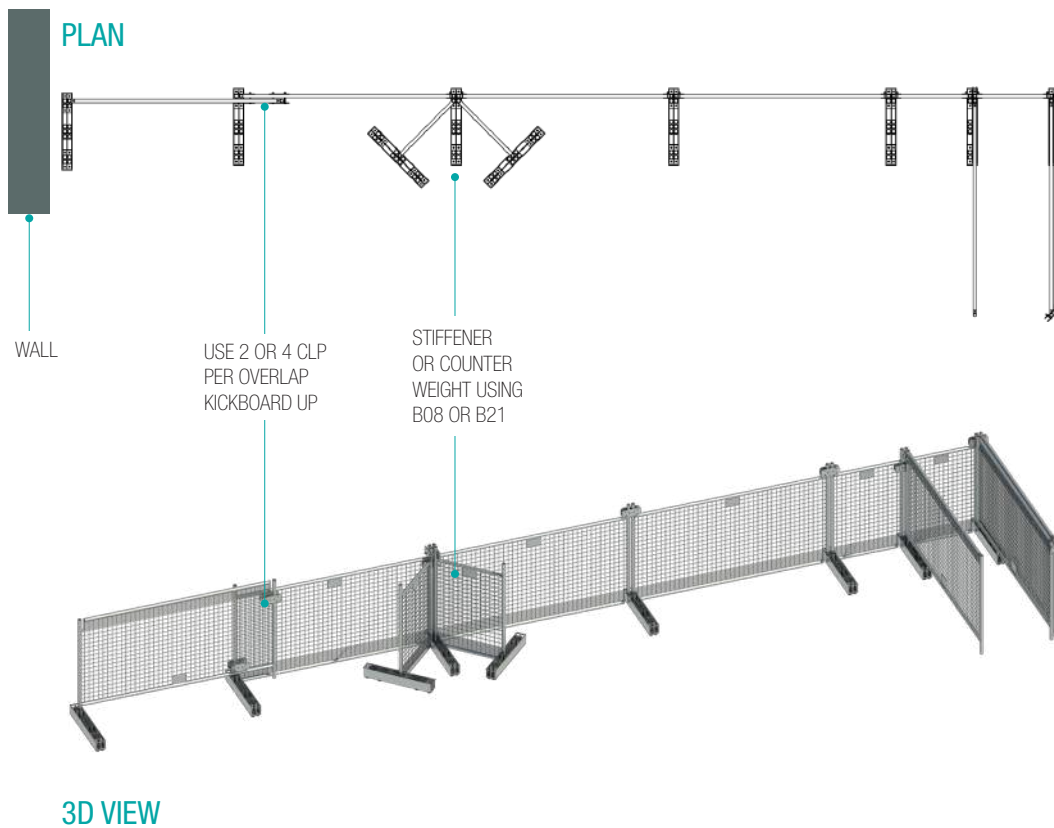 PLAN
WALL
USE 2 OR 4 CLP
PER OVERLAP
KICKBOARD UP
STIFFENER
OR COUNTER
WEIGHT USING
B08 OR B21
3D VIEW